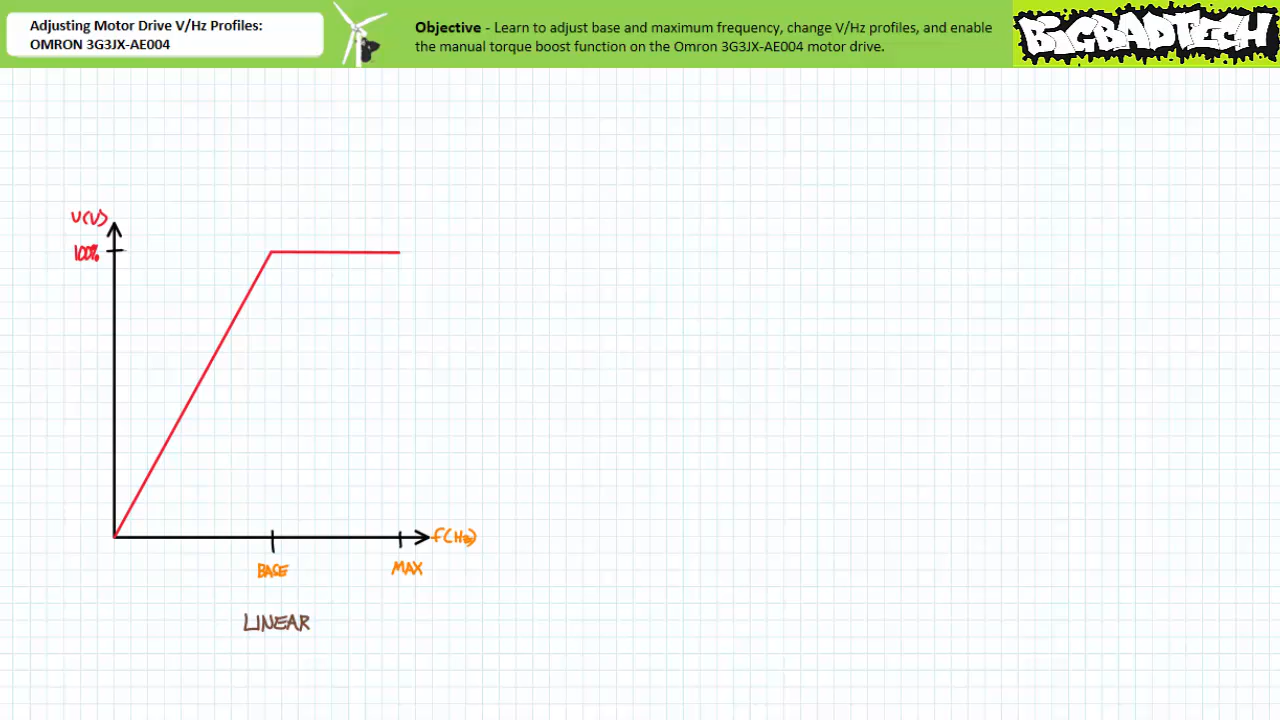 Adjusting Motor Drive V/Hz Profiles:
OMRON 3G3JX-AE004
Objective - Learn to adjust base and maximum frequency, change V/Hz profiles, and enable
the manual torque boost function on the Omron 3G3JX-AE004 motor drive.
BIGBADTECH
V(V)
100%
f(Hz)
BASE
MAX
LINEAR